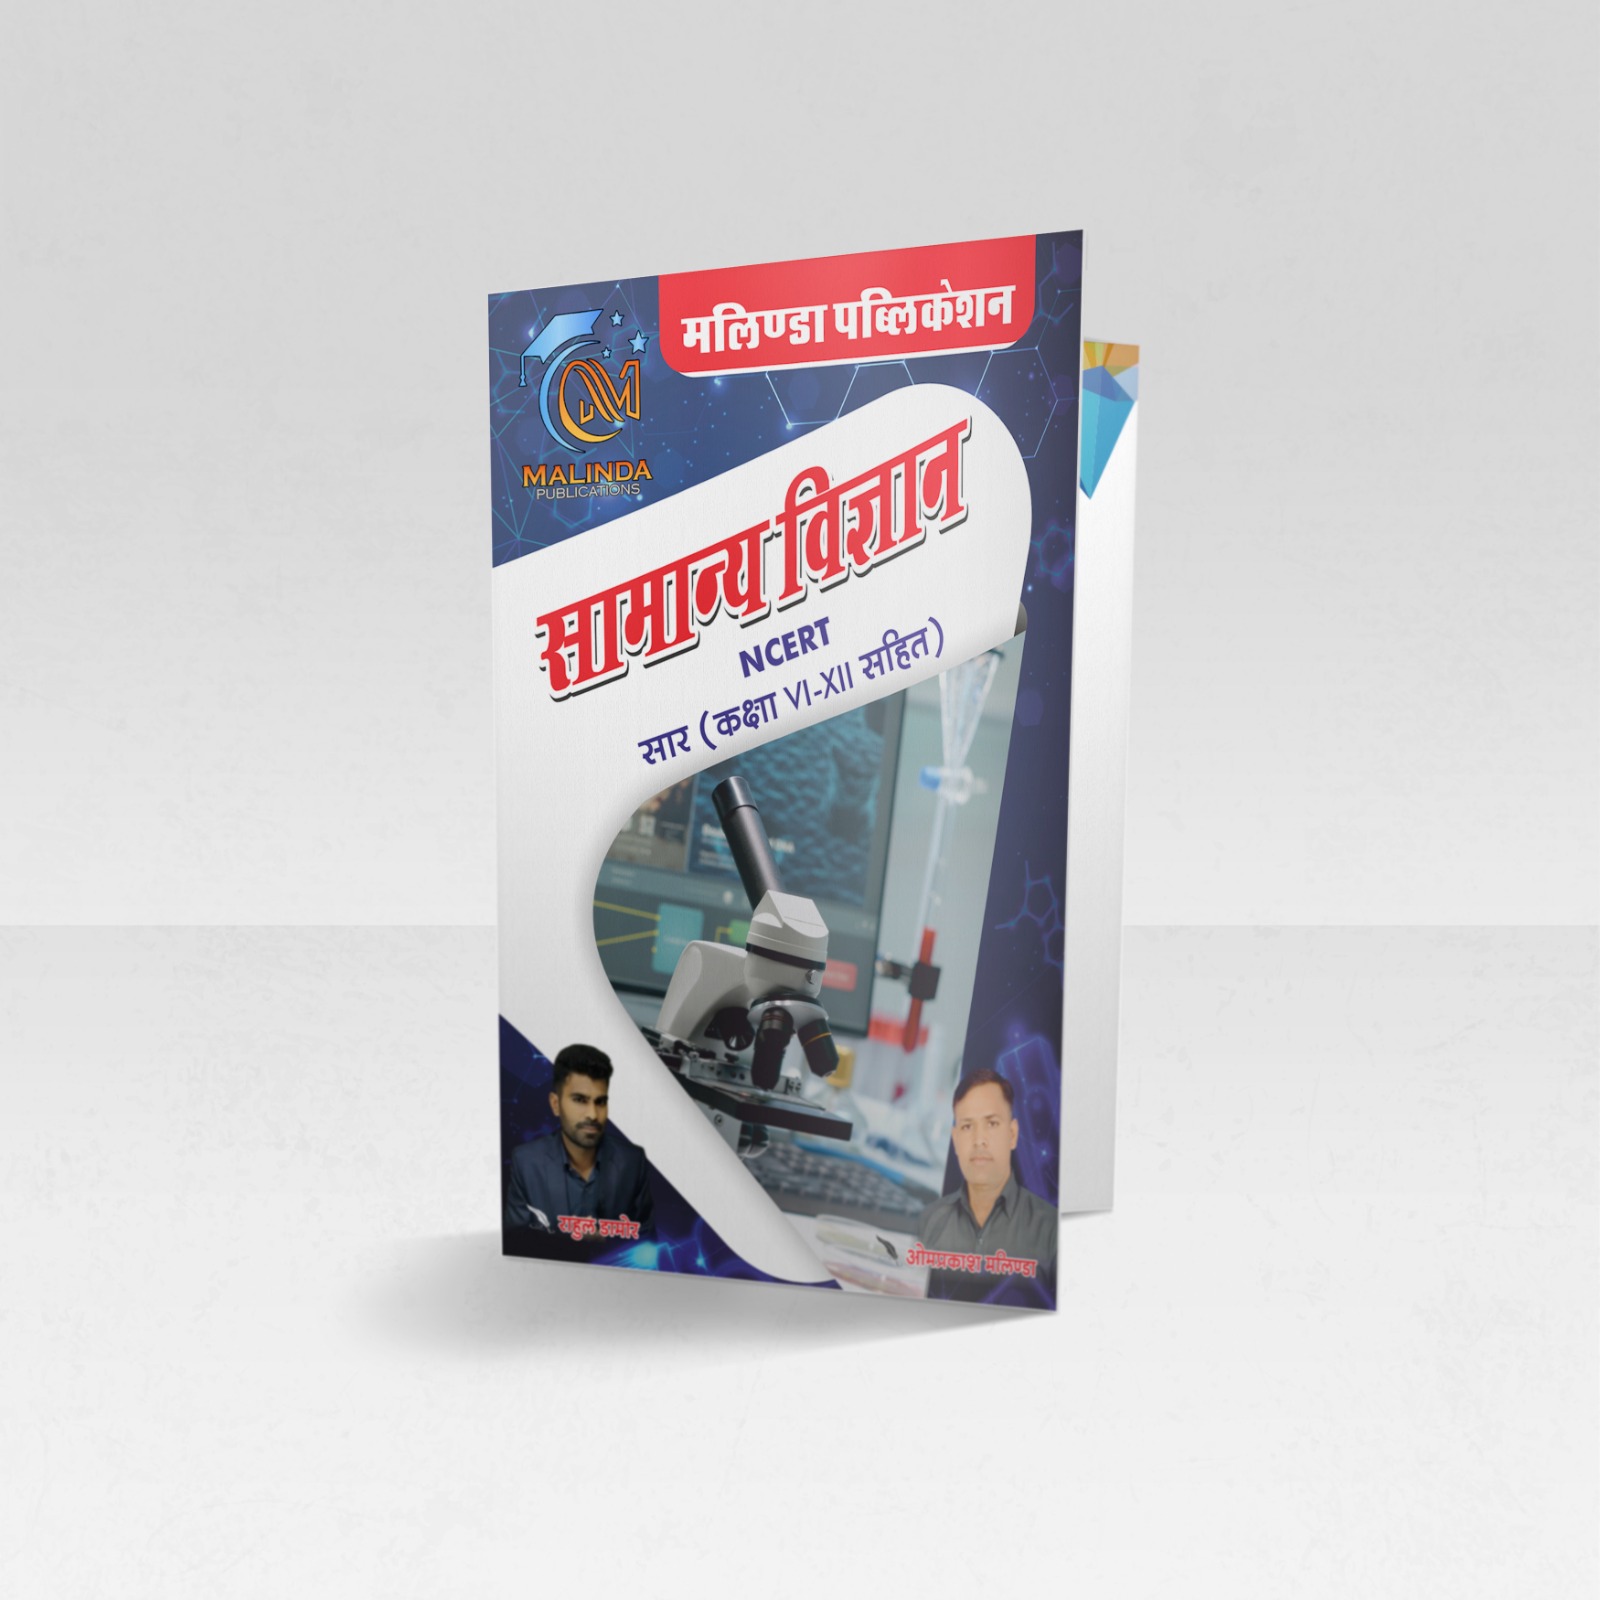 मलिण्डा पब्लिकेशन
MALINDA
PUBLICATIONS
सामान्य विज्ञान
NCERT
सार (कक्षा VI-XII सहित)
राहुल डामोर
ओमप्रकाश मलिण्डा